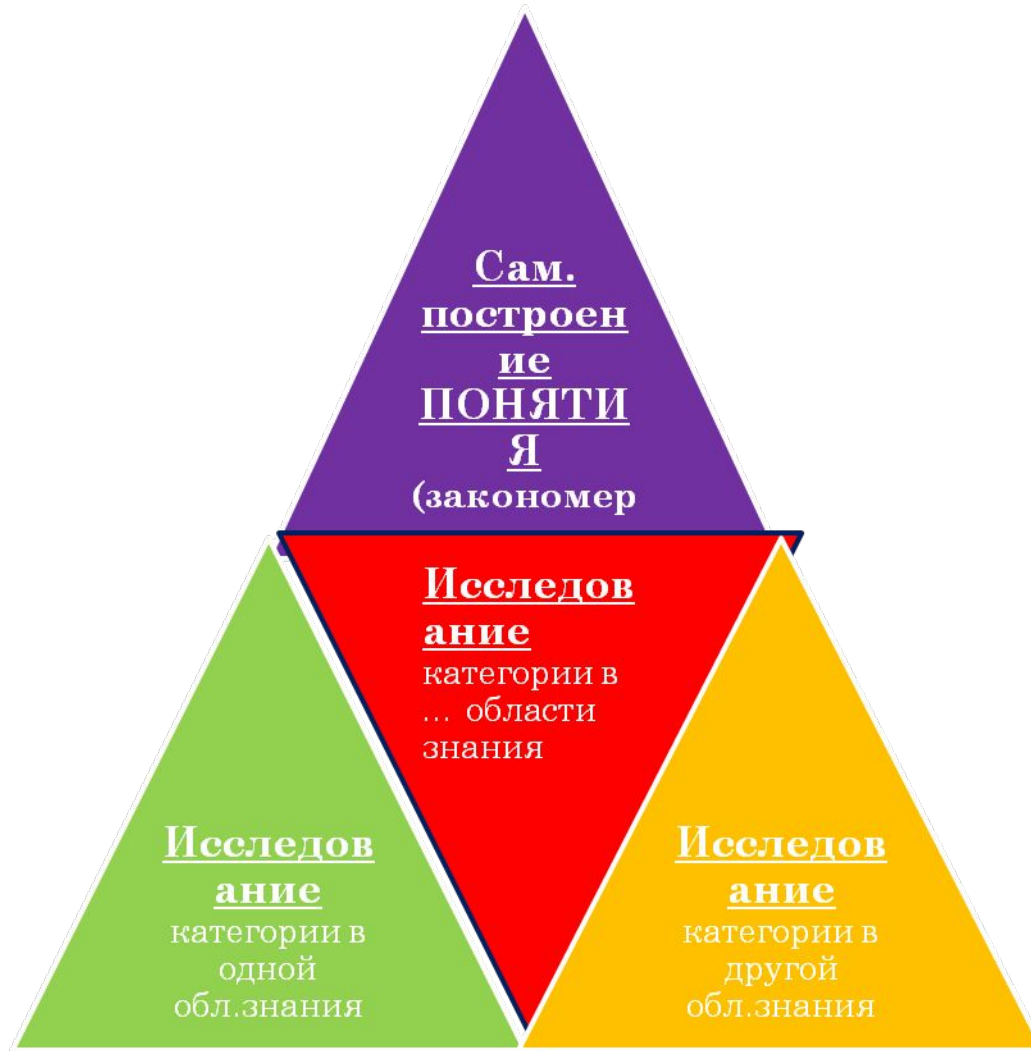 Сам.
построен
ие
ПОНЯТИ
Я
(закономер
Исследов
ание
категории в
... области
знания
Исследов
ание
категории в
одной
обл.знания
Исследов
ание
категории в
другой
обл.знания